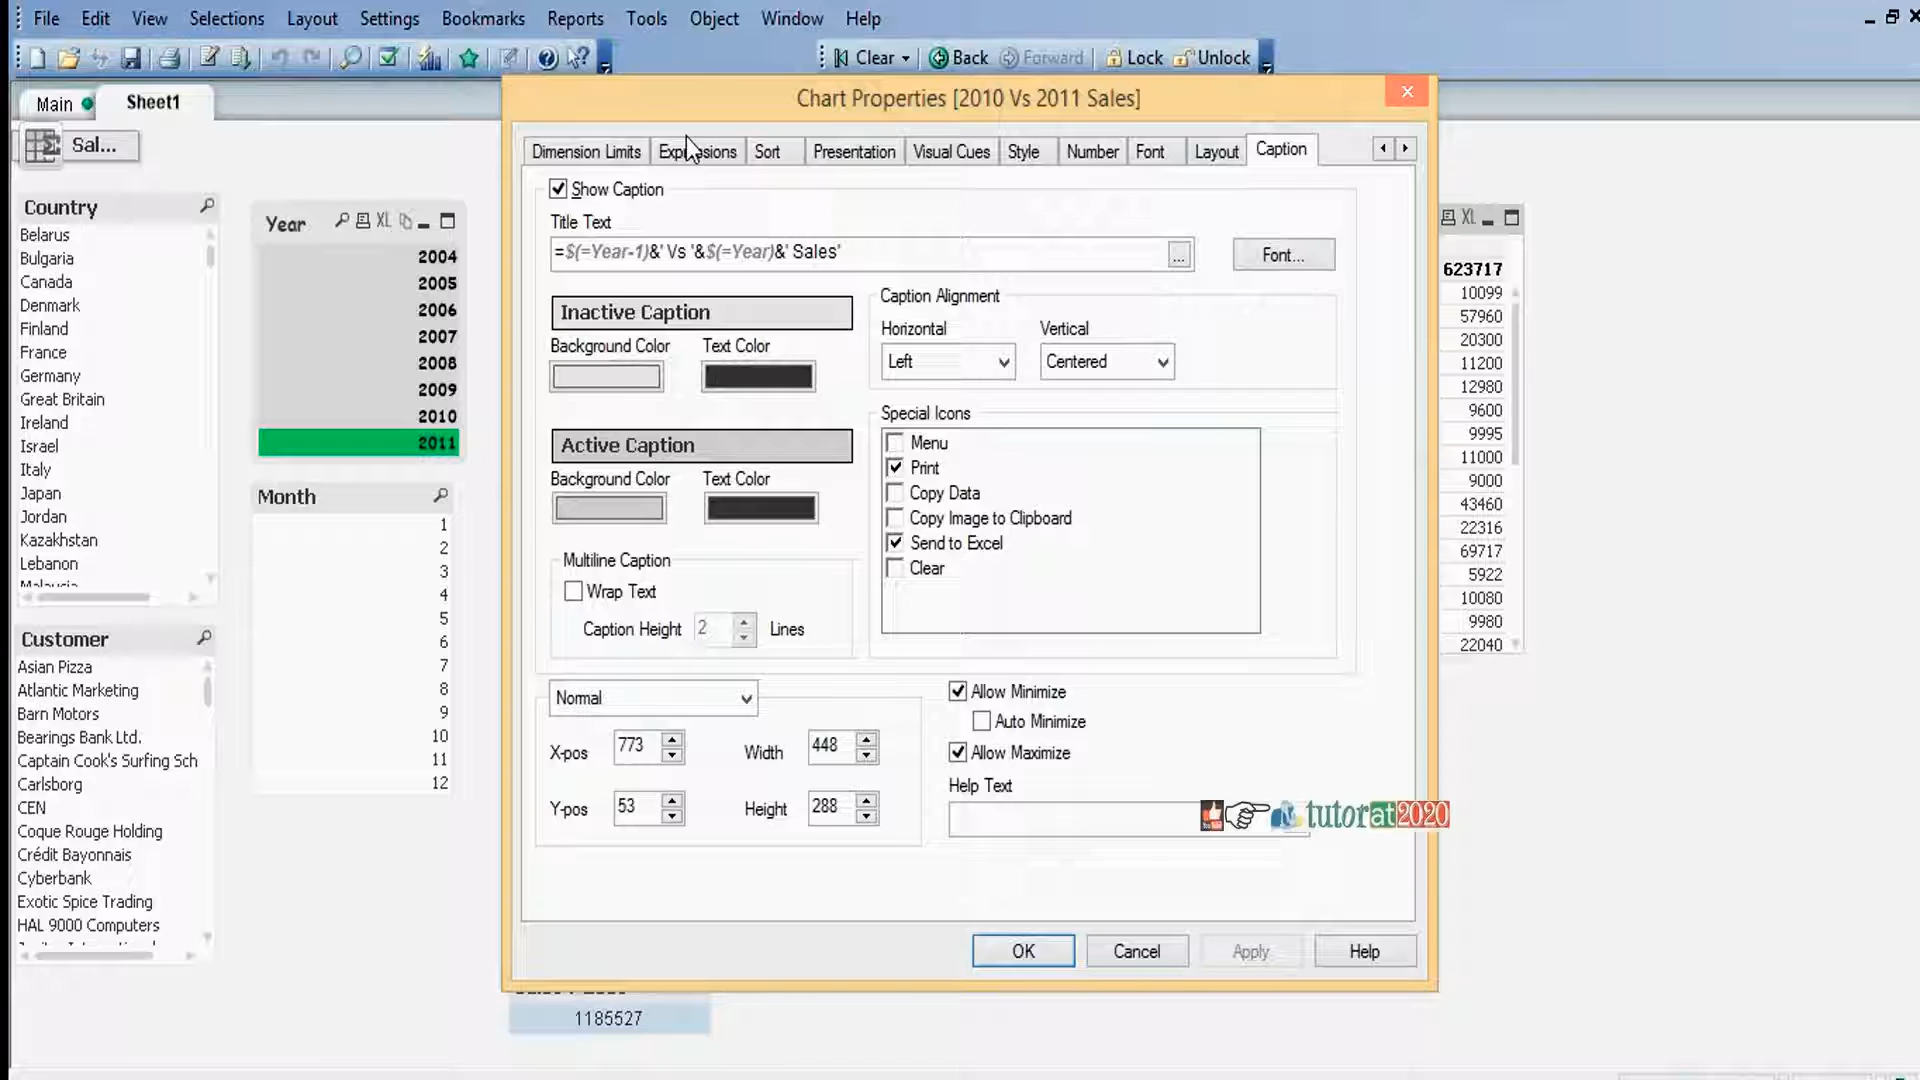 File Edit View Selections Layout Settings Bookmarks Reports Tools Object Window Help
Clear Back Forward Lock Unlock
Main Sheet1
Sal...
Chart Properties [2010 Vs 2011 Sales]
Dimension Limits Expressions Sort Presentation Visual Cues Style Number Font Layout Caption
Show Caption
Title Text
=$(=Year-1)&' Vs '&$(=Year)&' Sales'
...
Font...
Inactive Caption
Background Color Text Color
Active Caption
Background Color Text Color
Multiline Caption
Wrap Text
Caption Height 2 Lines
Caption Alignment
Horizontal Vertical
Left Centered
Special Icons
Menu
Print
Copy Data
Copy Image to Clipboard
Send to Excel
Clear
Normal
X-pos 773 Width 448
Y-pos 53 Height 288
Allow Minimize
Auto Minimize
Allow Maximize
Help Text
tutorat2020
OK Cancel Apply Help
Country
Belarus
Bulgaria
Canada
Denmark
Finland
France
Germany
Great Britain
Ireland
Israel
Italy
Japan
Jordan
Kazakhstan
Lebanon
Customer
Asian Pizza
Atlantic Marketing
Barn Motors
Bearings Bank Ltd.
Captain Cook's Surfing Sch
Carlsborg
CEN
Coque Rouge Holding
Crédit Bayonnais
Cyberbank
Exotic Spice Trading
HAL 9000 Computers
Year XL
2004
2005
2006
2007
2008
2009
2010
2011
Month
1
2
3
4
5
6
7
8
9
10
11
12
XL
623717
10099
57960
20300
11200
12980
9600
9995
11000
9000
43460
22316
69717
5922
10080
9980
22040
1185527